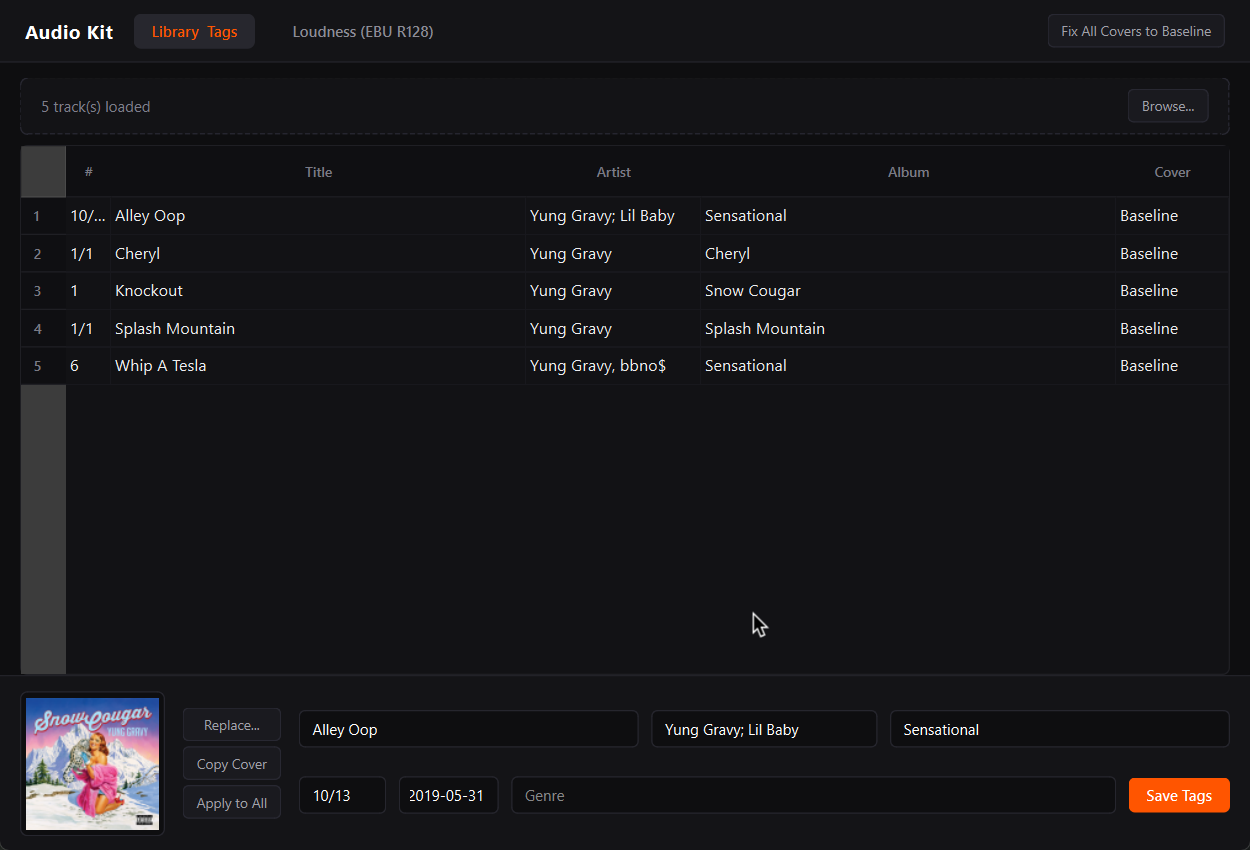 Audio Kit Library Tags Loudness (EBU R128) Fix All Covers to Baseline
5 track(s) loaded Browse...
# Title Artist Album Cover
1 10/... Alley Oop Yung Gravy; Lil Baby Sensational Baseline
2 1/1 Cheryl Yung Gravy Cheryl Baseline
3 1 Knockout Yung Gravy Snow Cougar Baseline
4 1/1 Splash Mountain Yung Gravy Splash Mountain Baseline
5 6 Whip A Tesla Yung Gravy, bbno$ Sensational Baseline
Snow Cougar
YUNG GRAVY
Replace...
Copy Cover
Apply to All
Alley Oop Yung Gravy; Lil Baby Sensational
10/13 2019-05-31 Genre Save Tags